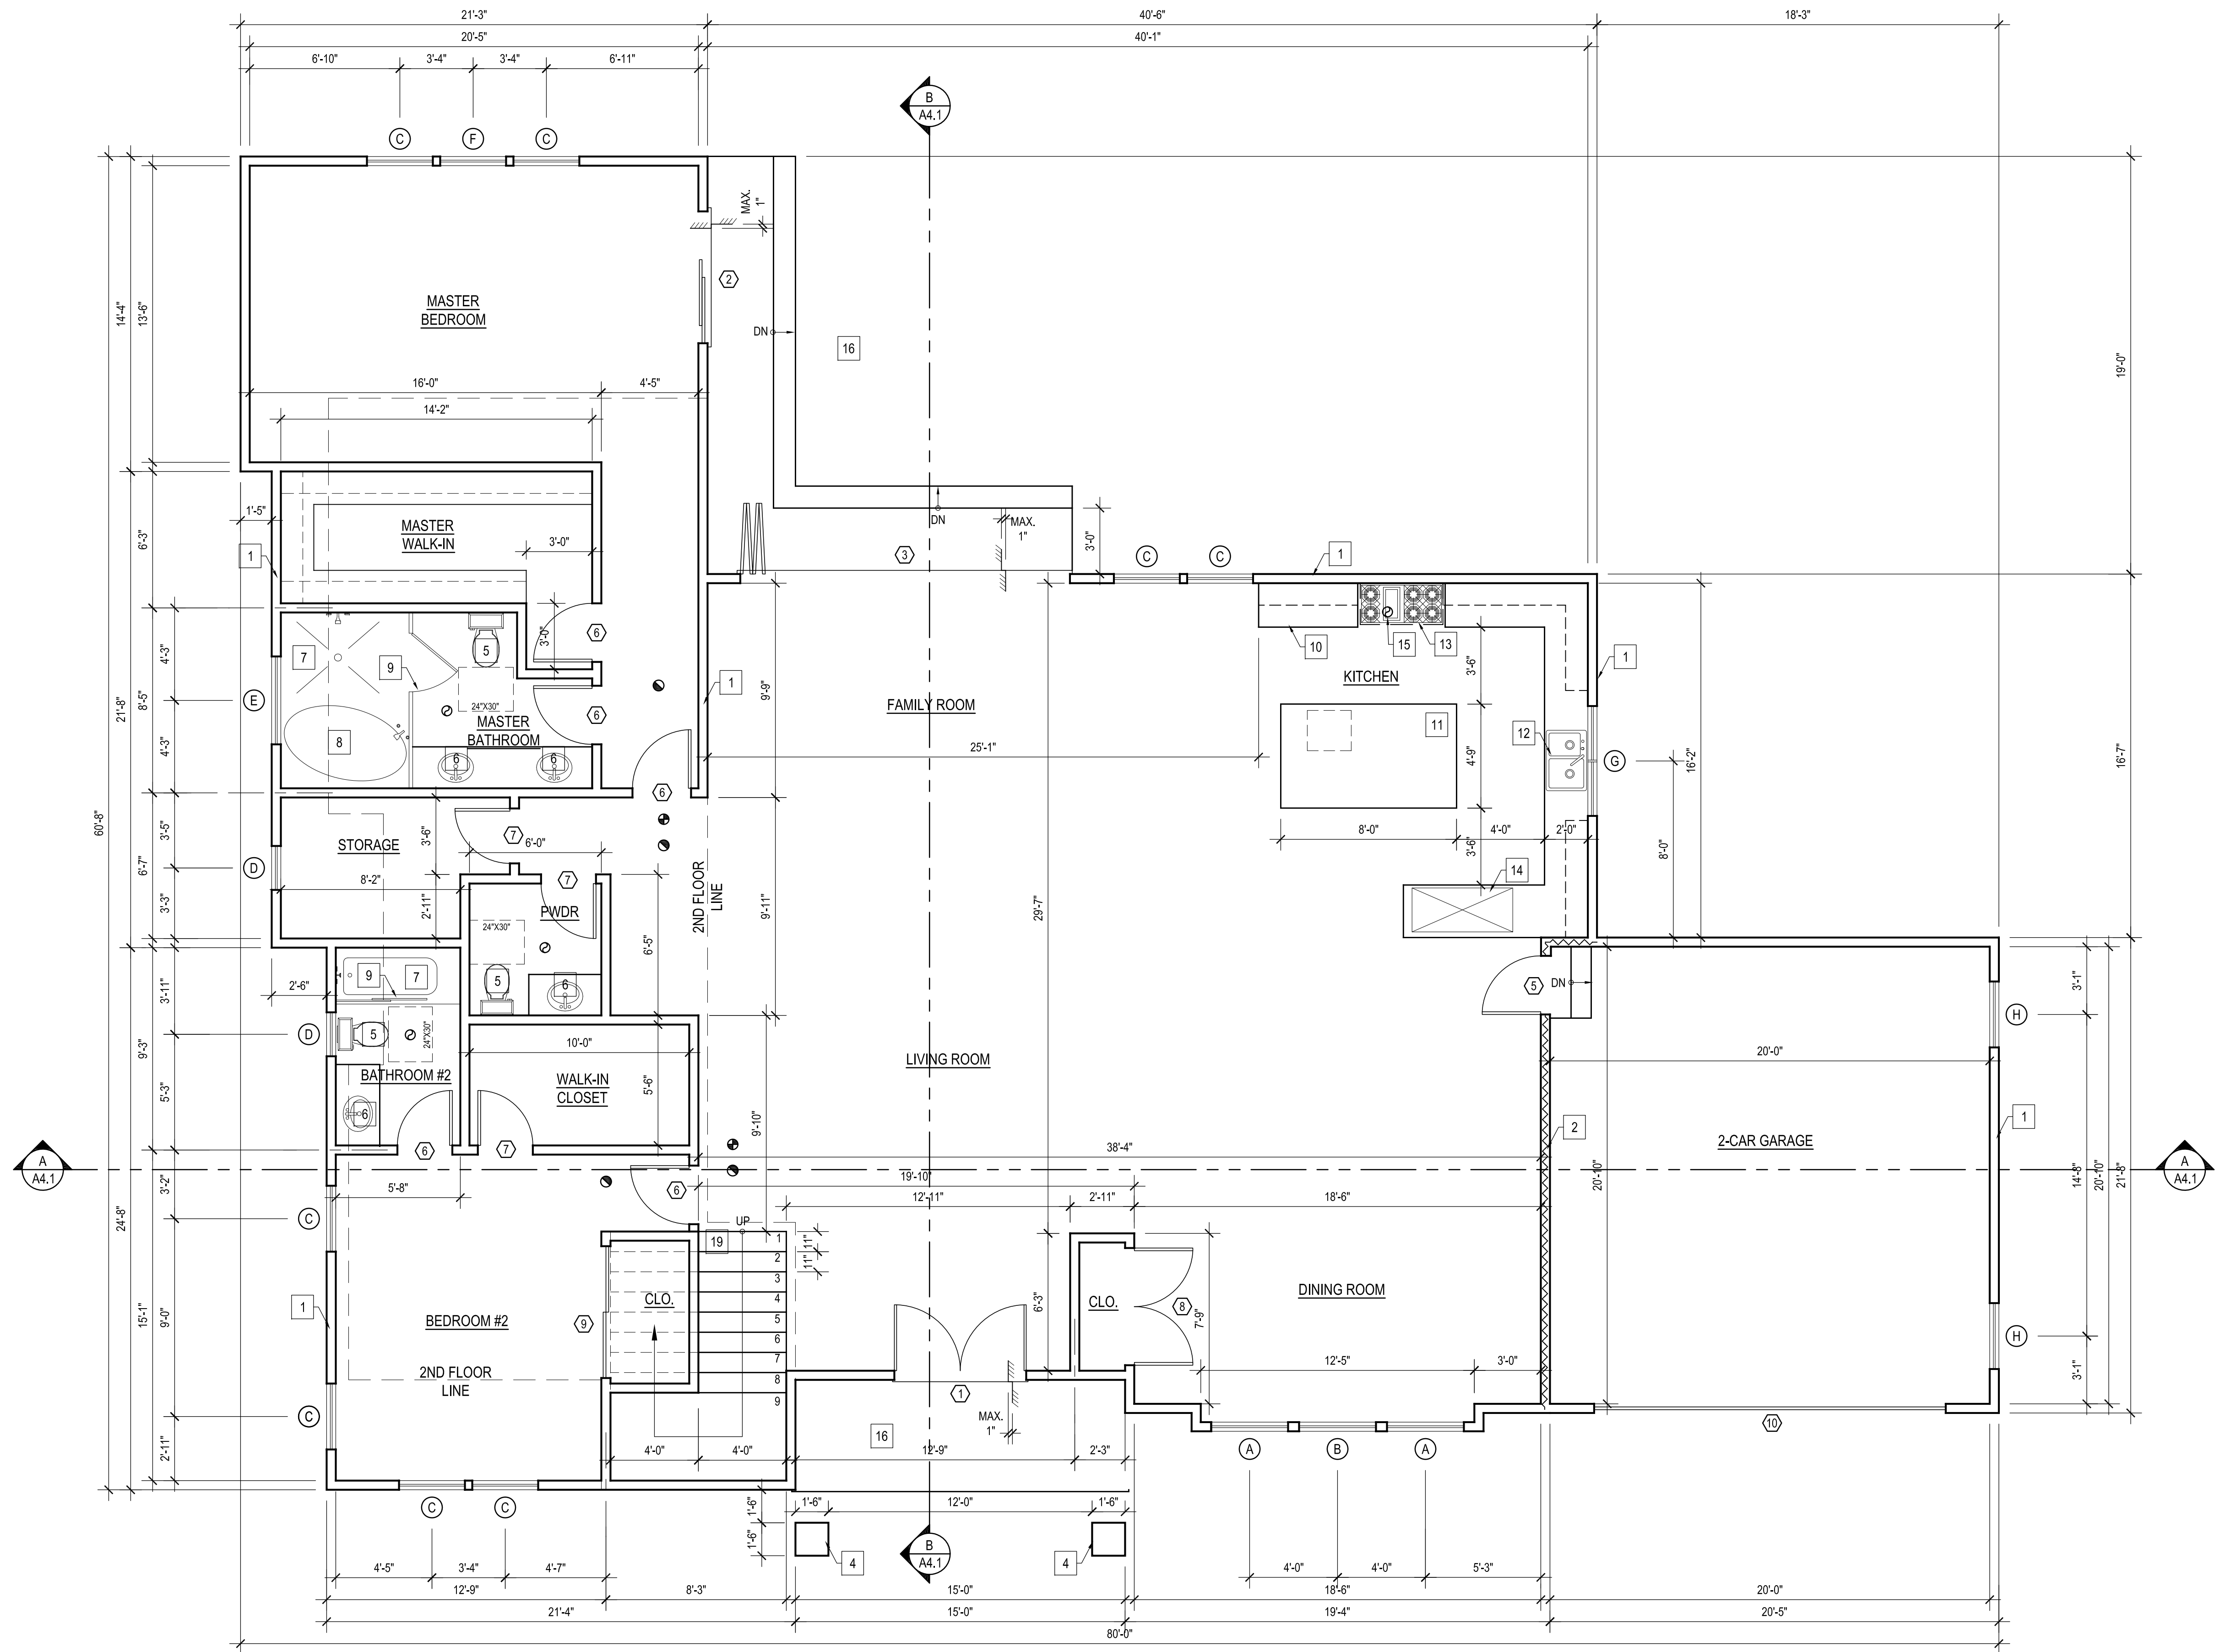 21'-3"
40'-6"
18'-3"
20'-5"
40'-1"
6'-10"
3'-4"
3'-4"
6'-11"
B
A4.1
C
F
C
MAX.
1"
2
MASTER
BEDROOM
DN
16
14'-4"
13'-6"
19'-0"
16'-0"
4'-5"
14'-2"
1'-5"
MASTER
WALK-IN
DN
MAX.
1"
3'-0"
6'-3"
1
3'-0"
3
C
C
1
3'-0"
6
4'-3"
7
9
5
10
15
13
3'-6"
1
KITCHEN
1
9'-9"
E
24"X30"
6
MASTER
BATHROOM
FAMILY ROOM
21'-8"
8'-5"
8
11
12
25'-1"
4'-9"
G
16'-2"
16'-7"
4'-3"
6
6
6
60'-8"
3'-5"
STORAGE
3'-6"
7
6'-0"
8'-0"
4'-0"
2'-0"
3'-6"
8'-0"
6'-7"
D
8'-2"
7
14
2ND FLOOR
LINE
3'-3"
2'-11"
PWDR
24"X30"
9'-11"
29'-7"
6'-5"
9
7
5
6
2'-6"
3'-11"
5
DN
3'-1"
H
D
5
24"X30"
9'-3"
10'-0"
LIVING ROOM
20'-0"
BATHROOM #2
WALK-IN
CLOSET
5'-6"
5'-3"
6
9'-10"
2
1
2-CAR GARAGE
6
7
38'-4"
A
A4.1
A
A4.1
19'-10"
20'-10"
14'-8"
20'-10"
21'-8"
3'-2"
5'-8"
6
12'-11"
2'-11"
18'-6"
24'-8"
C
UP
19
1
11"
2
11"
3
4
5
6
7
8
9
CLO.
CLO.
DINING ROOM
6'-3"
8
7'-9"
1
BEDROOM #2
9
15'-1"
9'-0"
H
12'-5"
3'-0"
2ND FLOOR
LINE
1
3'-1"
C
MAX.
1"
10
2'-11"
16
4'-0"
4'-0"
12'-9"
2'-3"
A
B
A
C
C
1'-6"
1'-6"
12'-0"
1'-6"
1'-6"
B
A4.1
4
4
4'-5"
3'-4"
4'-7"
4'-0"
4'-0"
5'-3"
12'-9"
8'-3"
15'-0"
18'-6"
20'-0"
21'-4"
15'-0"
19'-4"
20'-5"
80'-0"